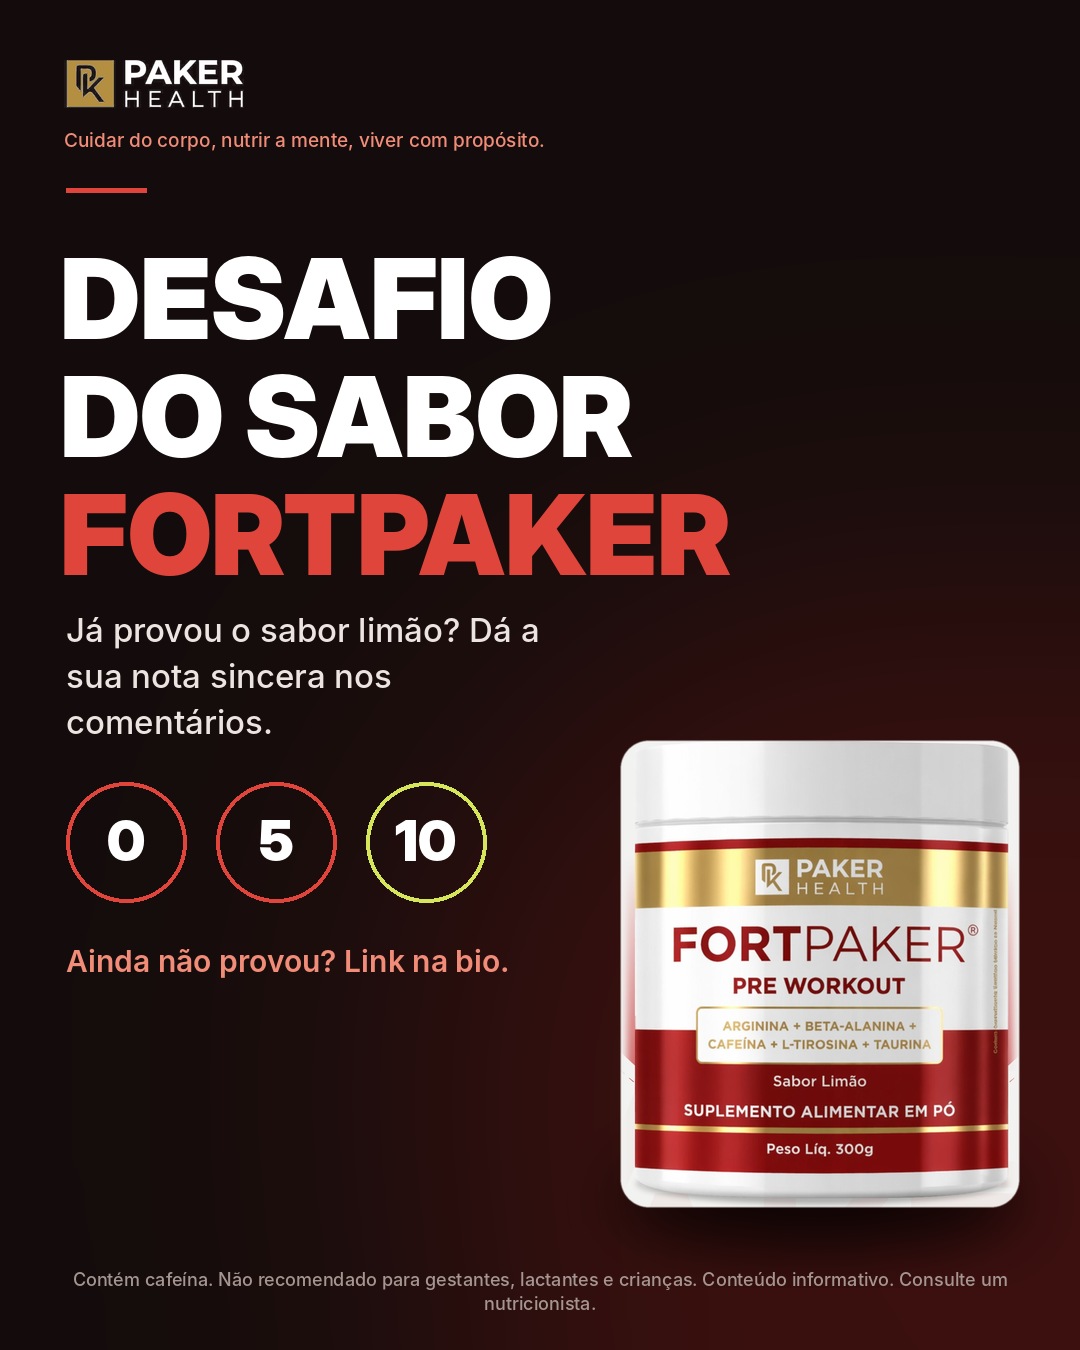 PAKER
HEALTH
Cuidar do corpo, nutrir a mente, viver com propósito.
DESAFIO
DO SABOR
FORTPAKER
Já provou o sabor limão? Dá a
sua nota sincera nos
comentários.
0 5 10
Ainda não provou? Link na bio.
PAKER
HEALTH
FORTPAKER®
PRE WORKOUT
ARGININA + BETA-ALANINA +
CAFEÍNA + L-TIROSINA + TAURINA
Sabor Limão
SUPLEMENTO ALIMENTAR EM PÓ
Peso Líq. 300g
Contém cafeína. Não recomendado para gestantes, lactantes e crianças. Conteúdo informativo. Consulte um
nutricionista.